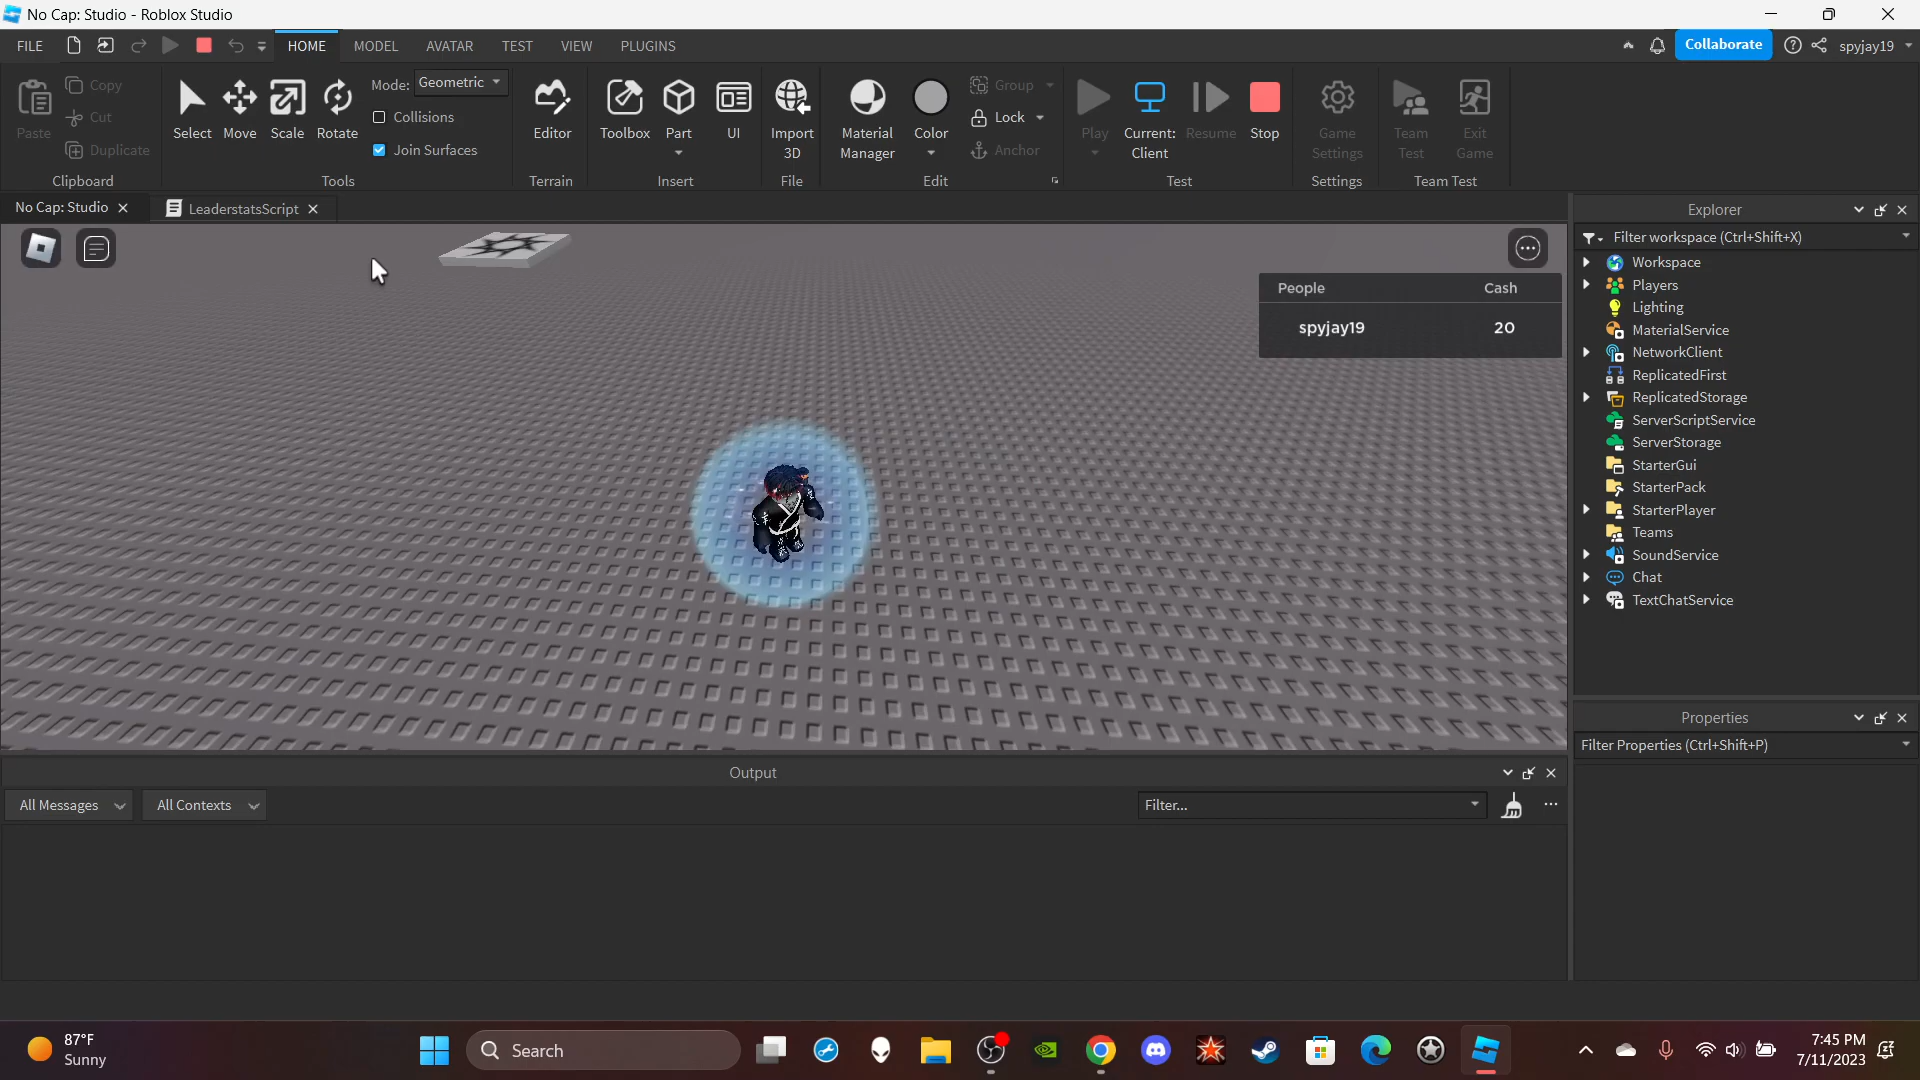 No Cap: Studio - Roblox Studio
FILE
HOME
MODEL
AVATAR
TEST
VIEW
PLUGINS
Collaborate
spyjay19
Paste
Copy
Cut
Duplicate
Clipboard
Select
Move
Scale
Rotate
Mode: Geometric
Collisions
Join Surfaces
Tools
Editor
Terrain
Toolbox
Part
UI
Insert
Import
3D
File
Material
Manager
Color
Group
Lock
Anchor
Edit
Play
Current:
Client
Resume
Stop
Test
Game
Settings
Settings
Team
Test
Exit
Game
Team Test
No Cap: Studio
LeaderstatsScript
People Cash
spyjay19 20
Explorer
Filter workspace (Ctrl+Shift+X)
Workspace
Players
Lighting
MaterialService
NetworkClient
ReplicatedFirst
ReplicatedStorage
ServerScriptService
ServerStorage
StarterGui
StarterPack
StarterPlayer
Teams
SoundService
Chat
TextChatService
Properties
Filter Properties (Ctrl+Shift+P)
Output
All Messages
All Contexts
Filter...
87°F
Sunny
Search
7:45 PM
7/11/2023